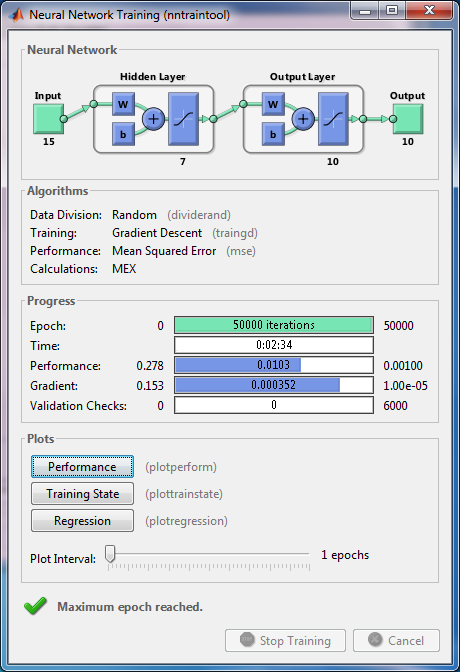 Neural Network Training (nntraintool)
Neural Network
Hidden Layer Output Layer
Input Output
W W
b b
15 7 10 10
Algorithms
Data Division: Random (dividerand)
Training: Gradient Descent (traingd)
Performance: Mean Squared Error (mse)
Calculations: MEX
Progress
Epoch: 0 50000 iterations 50000
Time: 0:02:34
Performance: 0.278 0.0103 0.00100
Gradient: 0.153 0.000352 1.00e-05
Validation Checks: 0 0 6000
Plots
Performance (plotperform)
Training State (plottrainstate)
Regression (plotregression)
Plot Interval: 1 epochs
Maximum epoch reached.
Stop Training Cancel